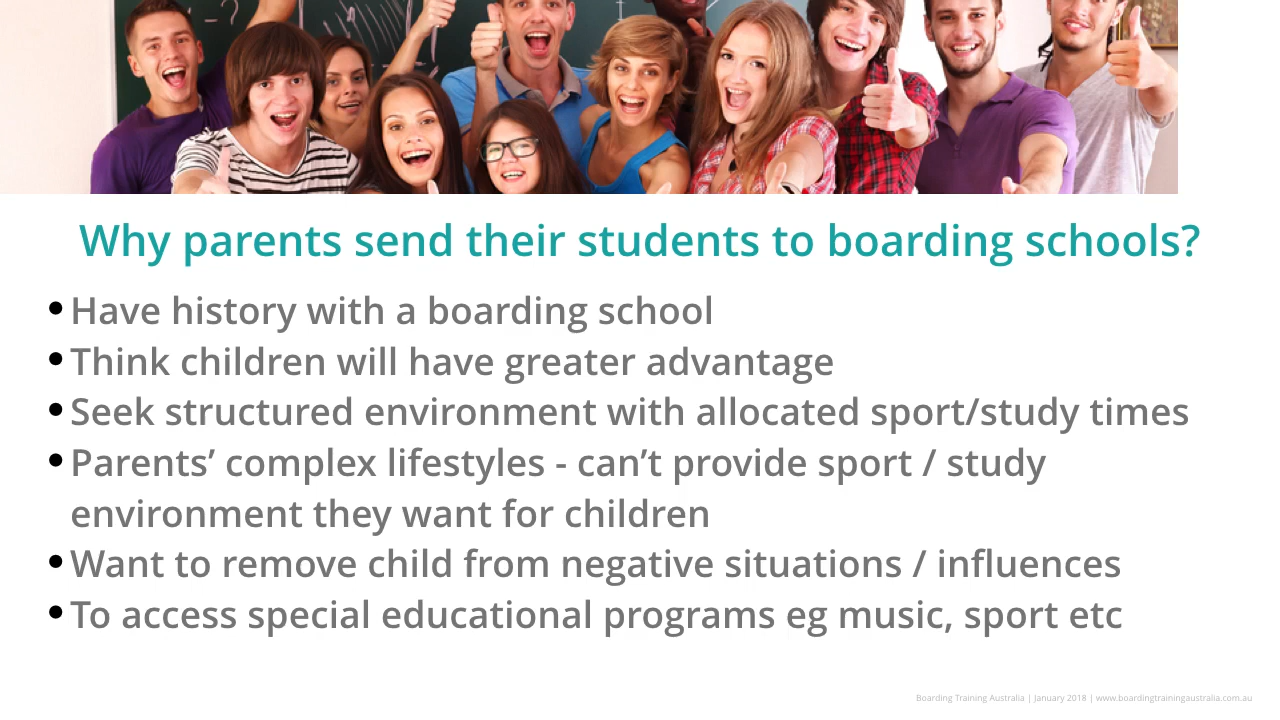 Why parents send their students to boarding schools?
• Have history with a boarding school
• Think children will have greater advantage
• Seek structured environment with allocated sport/study times
• Parents’ complex lifestyles - can’t provide sport / study
environment they want for children
• Want to remove child from negative situations / influences
• To access special educational programs eg music, sport etc
Boarding Training Australia | January 2018 | www.boardingtrainingaustralia.com.au